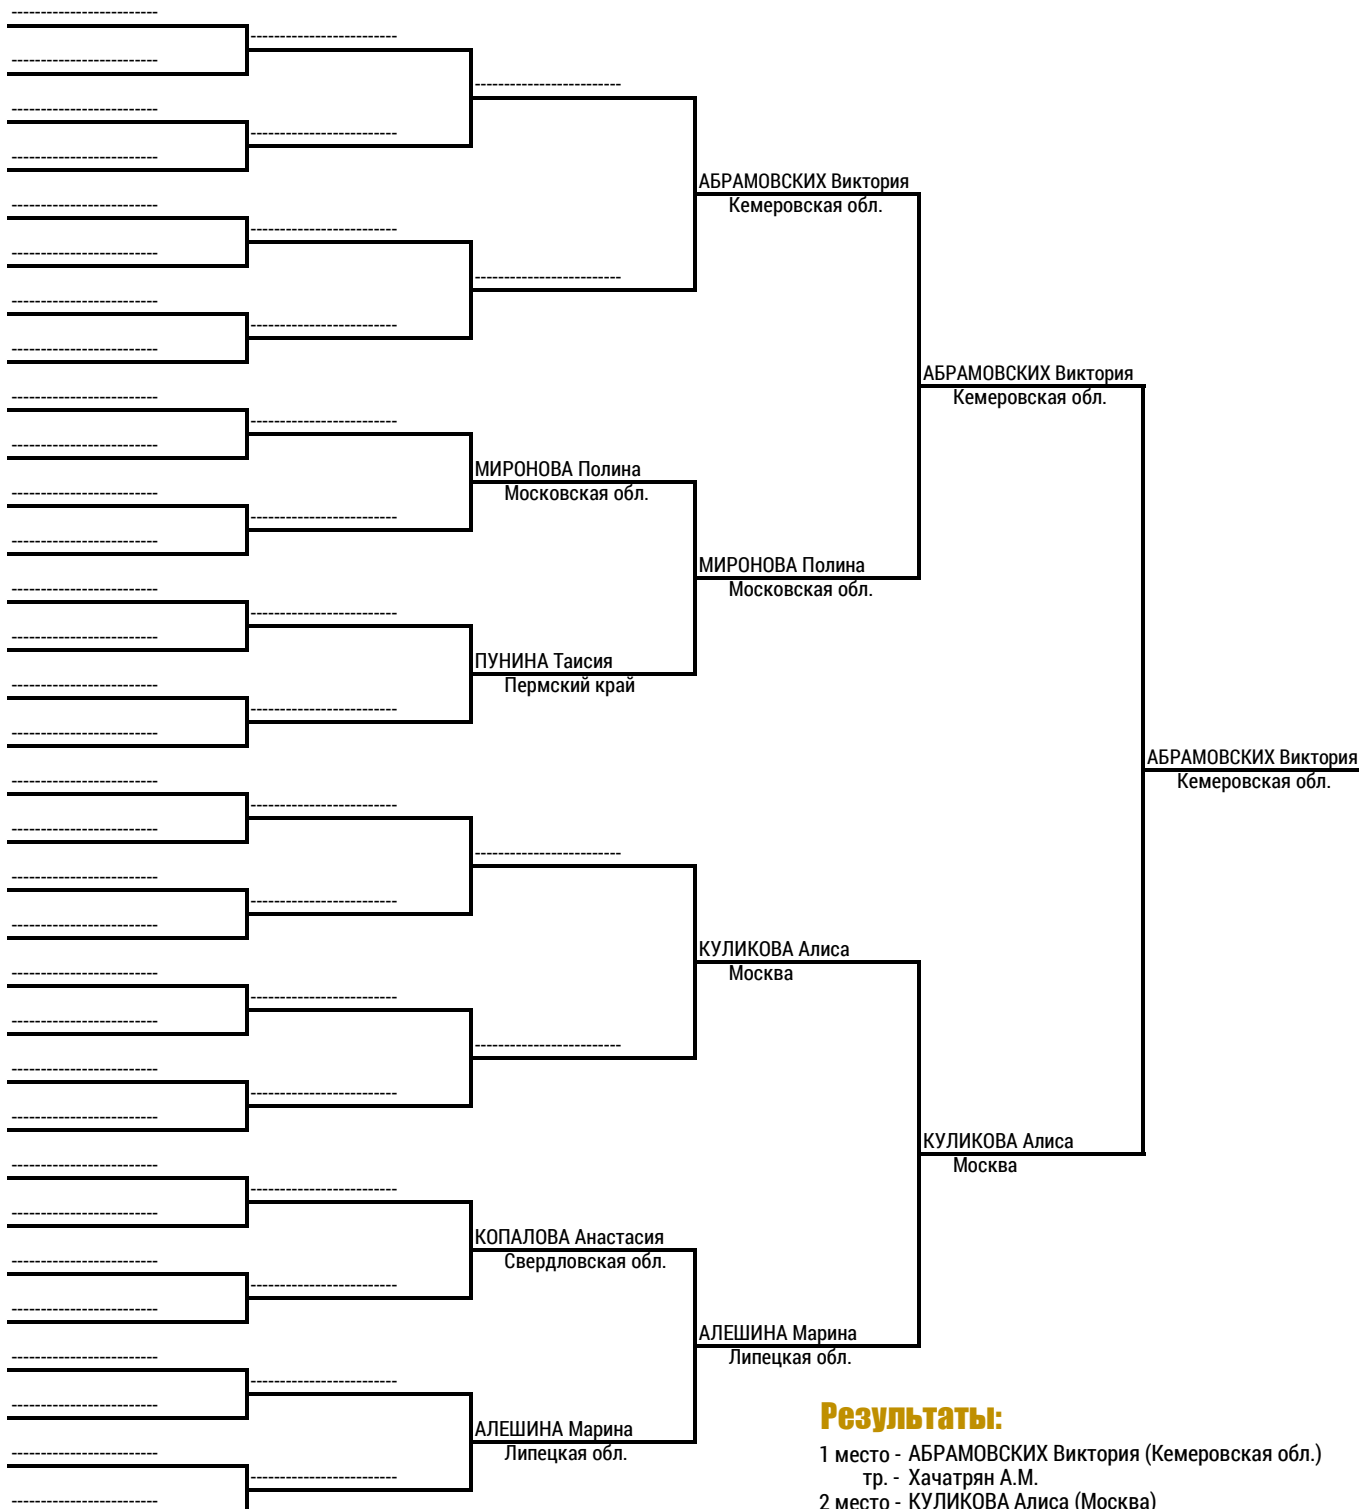 АБРАМОВСКИХ Виктория
Кемеровская обл.
АБРАМОВСКИХ Виктория
Кемеровская обл.
МИРОНОВА Полина
Московская обл.
МИРОНОВА Полина
Московская обл.
ПУНИНА Таисия
Пермский край
АБРАМОВСКИХ Виктория
Кемеровская обл.
КУЛИКОВА Алиса
Москва
КУЛИКОВА Алиса
Москва
КОПАЛОВА Анастасия
Свердловская обл.
АЛЕШИНА Марина
Липецкая обл.
АЛЕШИНА Марина
Липецкая обл.
Результаты:
1 место - АБРАМОВСКИХ Виктория (Кемеровская обл.)
тр. - Хачатрян А.М.
2 место - КУЛИКОВА Алиса (Москва)